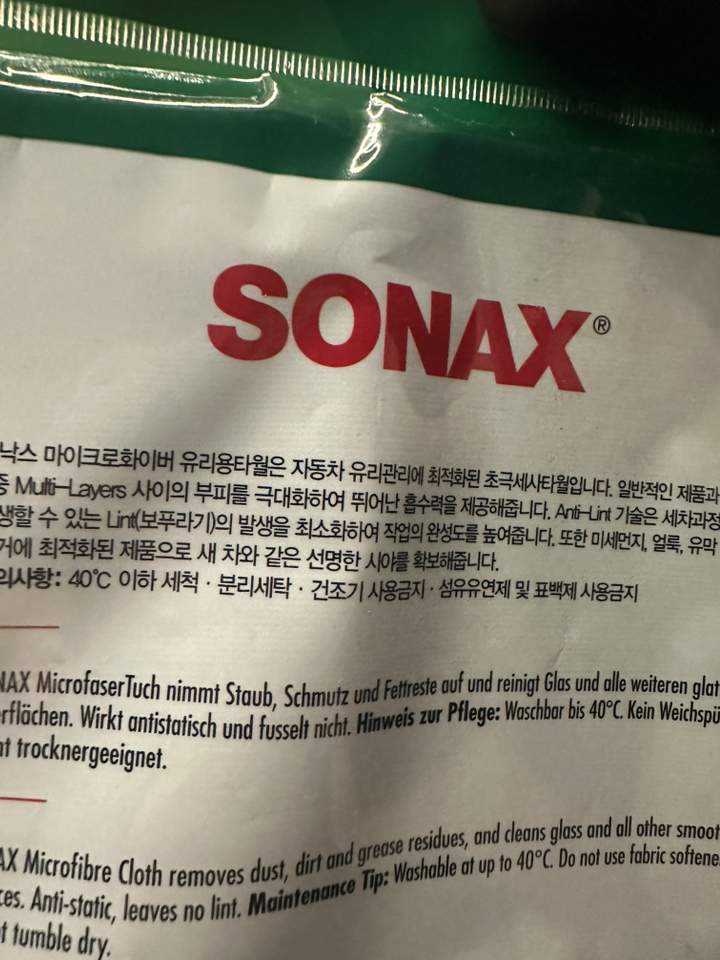 SONAX®
낙스 마이크로화이버 유리용타월은 자동차 유리관리에 최적화된 초극세사타월입니다. 일반적인 제품과
중 Multi-Layers 사이의 부피를 극대화하여 뛰어난 흡수력을 제공해줍니다. Anti-Lint 기술은 세차과정
생할 수 있는 Lint(보푸라기)의 발생을 최소화하여 작업의 완성도를 높여줍니다. 또한 미세먼지, 얼룩, 유막
거에 최적화된 제품으로 새 차와 같은 선명한 시야를 확보해줍니다.
의사항: 40℃ 이하 세척 · 분리세탁 · 건조기 사용금지 · 섬유유연제 및 표백제 사용금지
NAX MicrofaserTuch nimmt Staub, Schmutz und Fettreste auf und reinigt Glas und alle weiteren glat
erflächen. Wirkt antistatisch und fusselt nicht. Hinweis zur Pflege: Waschbar bis 40°C. Kein Weichspü
ht trocknergeeignet.
AX Microfibre Cloth removes dust, dirt and grease residues, and cleans glass and all other smoot
ces. Anti-static, leaves no lint. Maintenance Tip: Washable at up to 40°C. Do not use fabric softene
t tumble dry.